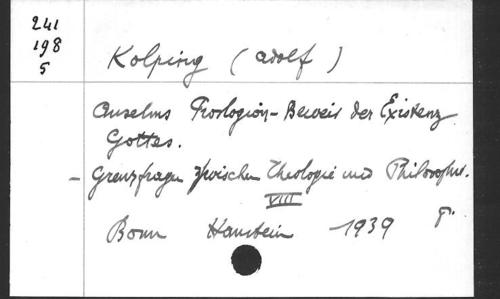 241
198
5
Kolping (Adolf)
Anselms Proslogion-Beweis der Existenz
Gottes.
- Grenzfragen zwischen Theologie und Philosophie.
VIII
Bonn Hanstein 1939